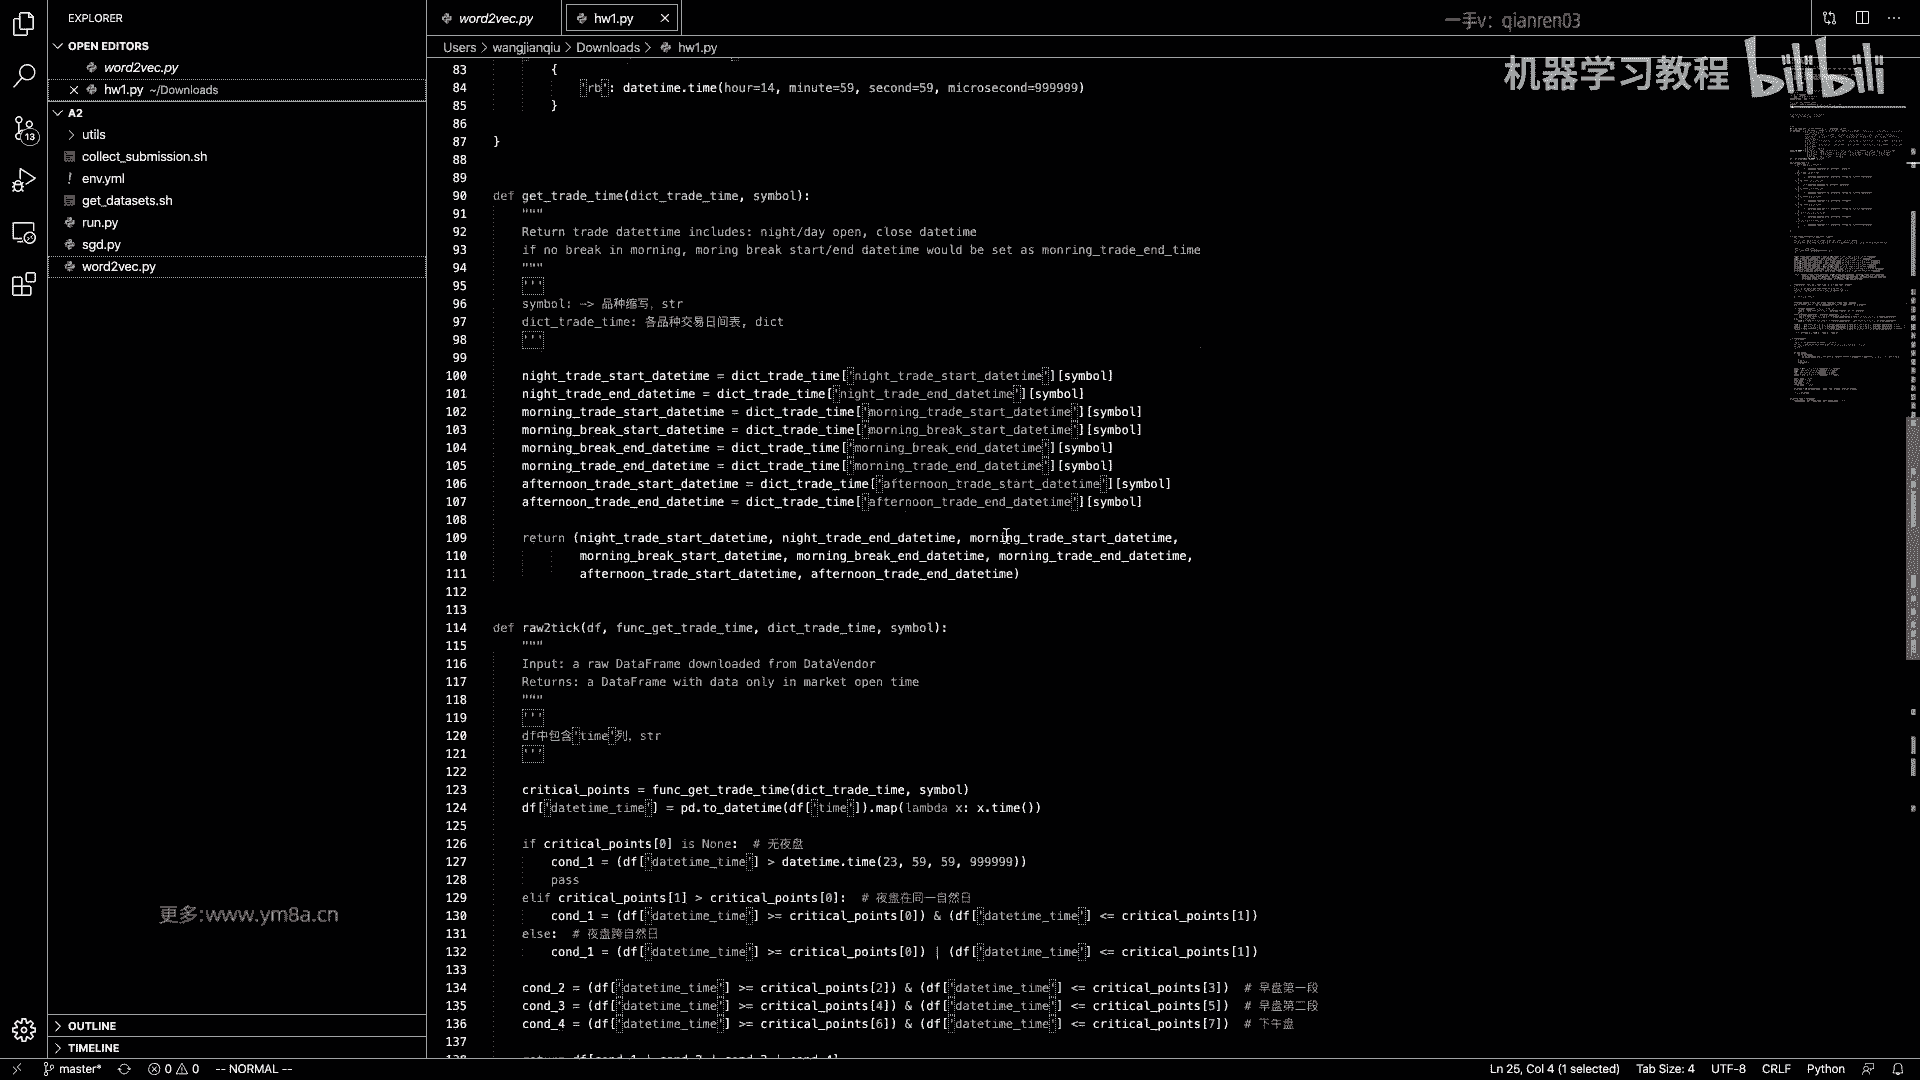 EXPLORER
OPEN EDITORS
word2vec.py
hw1.py ~/Downloads
A2
utils
collect_submission.sh
env.yml
get_datasets.sh
run.py
sgd.py
word2vec.py
13
更多:www.ym8a.cn
OUTLINE
TIMELINE
word2vec.py
hw1.py
一手v: qianren03
机器学习教程 bilibili
Users > wangjianqiu > Downloads > hw1.py
83 {
84 'rb': datetime.time(hour=14, minute=59, second=59, microsecond=999999)
85 }
86
87 }
88
89
90 def get_trade_time(dict_trade_time, symbol):
91 """
92 Return trade datettime includes: night/day open, close datetime
93 if no break in morning, moring break start/end datetime would be set as monring_trade_end_time
94 """
95 '''
96 symbol: —> 品种缩写, str
97 dict_trade_time: 各品种交易日间表, dict
98 '''
99
100 night_trade_start_datetime = dict_trade_time['night_trade_start_datetime'][symbol]
101 night_trade_end_datetime = dict_trade_time['night_trade_end_datetime'][symbol]
102 morning_trade_start_datetime = dict_trade_time['morning_trade_start_datetime'][symbol]
103 morning_break_start_datetime = dict_trade_time['morning_break_start_datetime'][symbol]
104 morning_break_end_datetime = dict_trade_time['morning_break_end_datetime'][symbol]
105 morning_trade_end_datetime = dict_trade_time['morning_trade_end_datetime'][symbol]
106 afternoon_trade_start_datetime = dict_trade_time['afternoon_trade_start_datetime'][symbol]
107 afternoon_trade_end_datetime = dict_trade_time['afternoon_trade_end_datetime'][symbol]
108
109 return (night_trade_start_datetime, night_trade_end_datetime, morning_trade_start_datetime,
110 morning_break_start_datetime, morning_break_end_datetime, morning_trade_end_datetime,
111 afternoon_trade_start_datetime, afternoon_trade_end_datetime)
112
113
114 def raw2tick(df, func_get_trade_time, dict_trade_time, symbol):
115 """
116 Input: a raw DataFrame downloaded from DataVendor
117 Returns: a DataFrame with data only in market open time
118 """
119 '''
120 df中包含'time'列, str
121 '''
122
123 critical_points = func_get_trade_time(dict_trade_time, symbol)
124 df['datetime_time'] = pd.to_datetime(df['time']).map(lambda x: x.time())
125
126 if critical_points[0] is None: # 无夜盘
127 cond_1 = (df['datetime_time'] > datetime.time(23, 59, 59, 999999))
128 pass
129 elif critical_points[1] > critical_points[0]: # 夜盘在同一自然日
130 cond_1 = (df['datetime_time'] >= critical_points[0]) & (df['datetime_time'] <= critical_points[1])
131 else: # 夜盘跨自然日
132 cond_1 = (df['datetime_time'] >= critical_points[0]) | (df['datetime_time'] <= critical_points[1])
133
134 cond_2 = (df['datetime_time'] >= critical_points[2]) & (df['datetime_time'] <= critical_points[3]) # 早盘第一段
135 cond_3 = (df['datetime_time'] >= critical_points[4]) & (df['datetime_time'] <= critical_points[5]) # 早盘第二段
136 cond_4 = (df['datetime_time'] >= critical_points[6]) & (df['datetime_time'] <= critical_points[7]) # 下午盘
137
master* 0 0 -- NORMAL -- Ln 25, Col 4 (1 selected) Tab Size: 4 UTF-8 CRLF Python